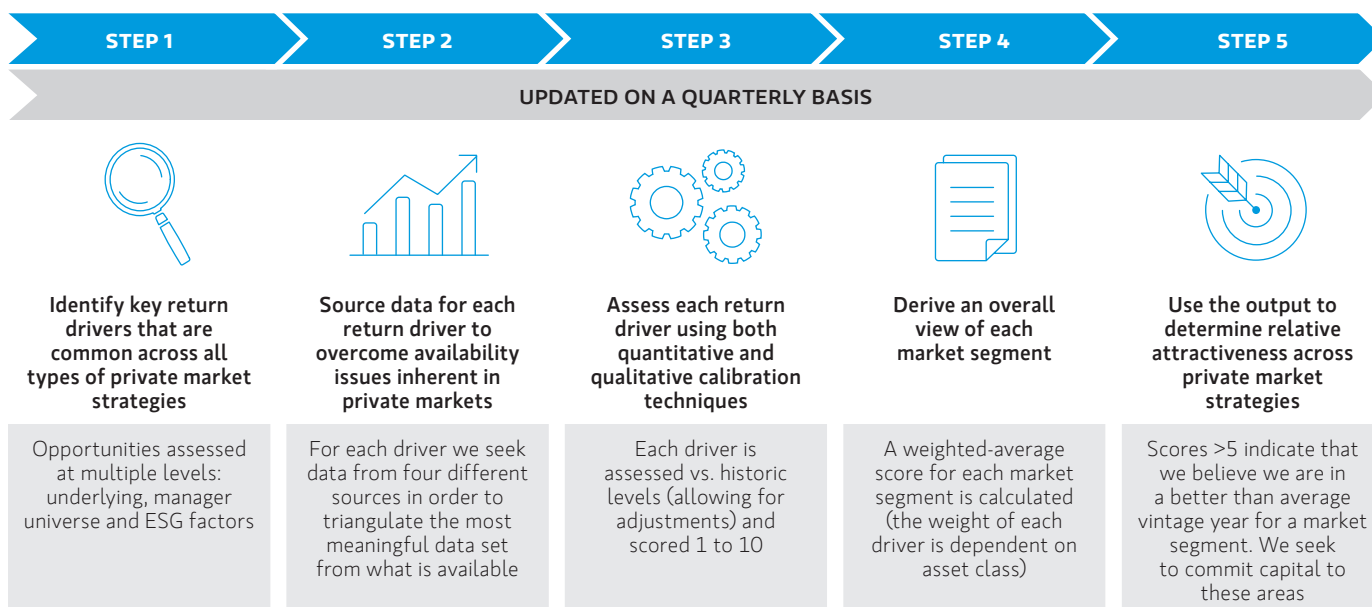 STEP 1
STEP 2
STEP 3
STEP 4
STEP 5
UPDATED ON A QUARTERLY BASIS
Identify key return
drivers that are
common across all
types of private market
strategies
Opportunities assessed
at multiple levels:
underlying, manager
universe and ESG factors
Source data for each
return driver to
overcome availability
issues inherent in
private markets
For each driver we seek
data from four different
sources in order to
triangulate the most
meaningful data set
from what is available
Assess each return
driver using both
quantitative and
qualitative calibration
techniques
Each driver is
assessed vs. historic
levels (allowing for
adjustments) and
scored 1 to 10
Derive an overall
view of each
market segment
A weighted-average
score for each market
segment is calculated
(the weight of each
driver is dependent on
asset class)
Use the output to
determine relative
attractiveness across
private market
strategies
Scores >5 indicate that
we believe we are in
a better than average
vintage year for a market
segment. We seek
to commit capital to
these areas